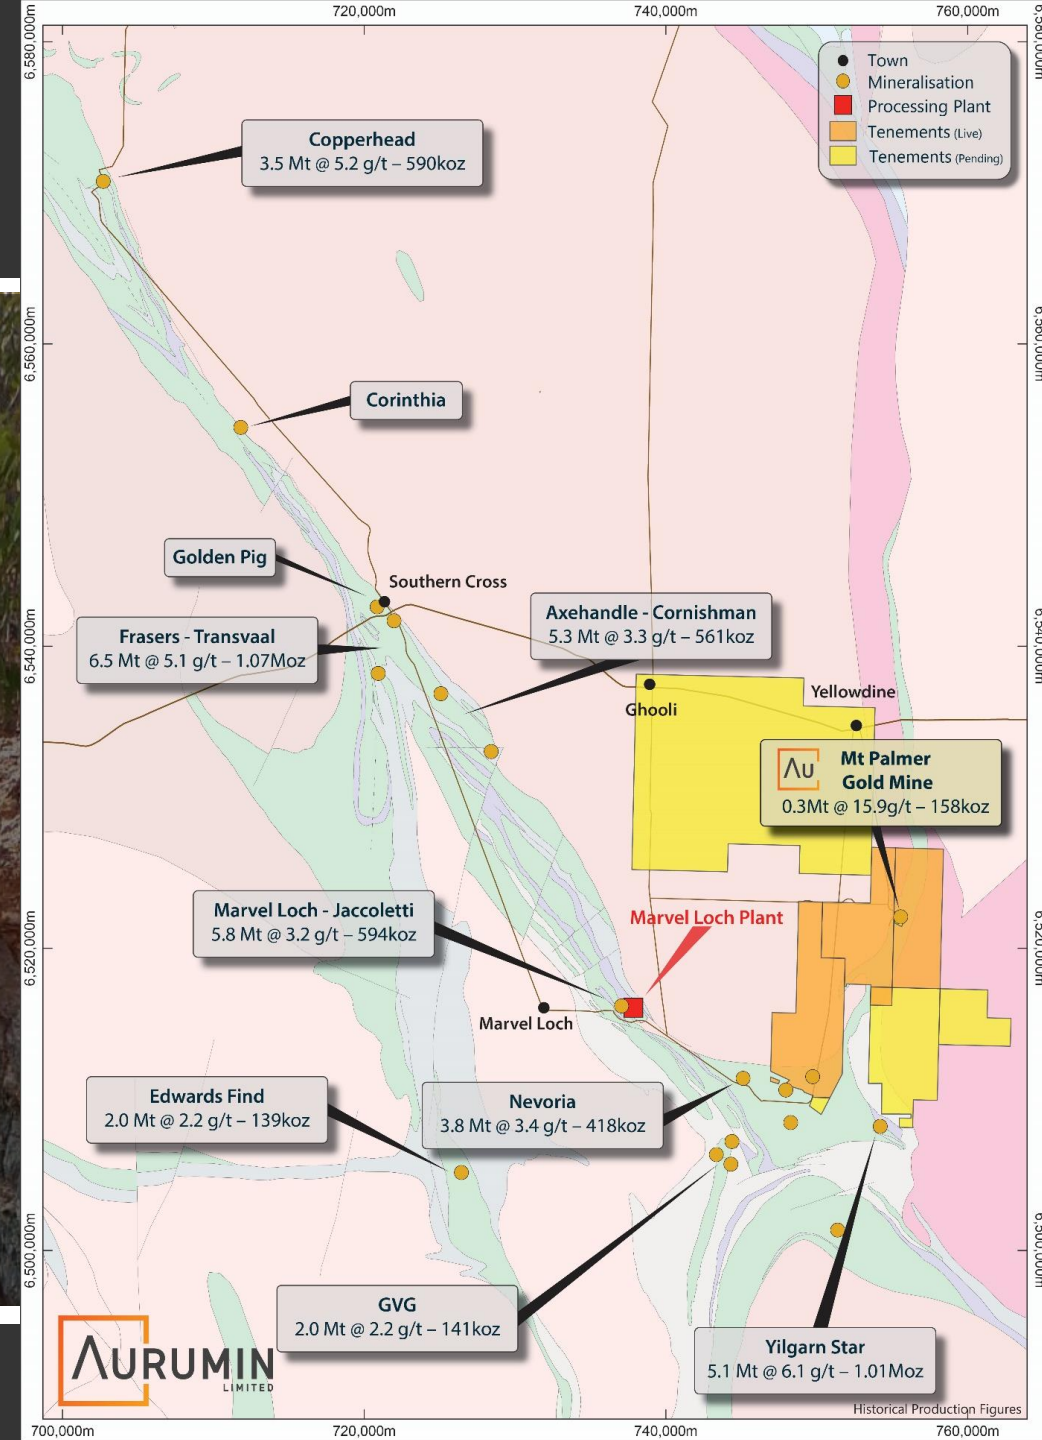 720,000m
740,000m
760,000m
6,580,000m
Town
Mineralisation
Processing Plant
Tenements (Live)
Tenements (Pending)
Copperhead
3.5 Mt @ 5.2 g/t – 590koz
6,560,000m
Corinthia
Golden Pig
Southern Cross
Axehandle - Cornishman
5.3 Mt @ 3.3 g/t – 561koz
Frasers - Transvaal
6.5 Mt @ 5.1 g/t – 1.07Moz
6,540,000m
Ghooli
Yellowdine
Au
Mt Palmer
Gold Mine
0.3Mt @ 15.9g/t – 158koz
Marvel Loch - Jaccoletti
5.8 Mt @ 3.2 g/t – 594koz
Marvel Loch Plant
6,520,000m
Marvel Loch
Edwards Find
2.0 Mt @ 2.2 g/t – 139koz
Nevoria
3.8 Mt @ 3.4 g/t – 418koz
6,500,000m
GVG
2.0 Mt @ 2.2 g/t – 141koz
Yilgarn Star
5.1 Mt @ 6.1 g/t – 1.01Moz
AURUMIN
LIMITED
Historical Production Figures
700,000m
720,000m
740,000m
760,000m